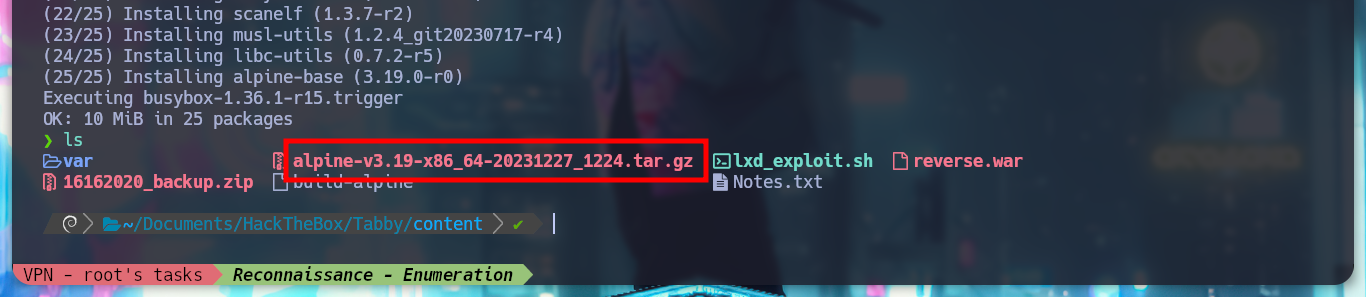 (22/25) Installing scanelf (1.3.7-r2)
(23/25) Installing musl-utils (1.2.4_git20230717-r4)
(24/25) Installing libc-utils (0.7.2-r5)
(25/25) Installing alpine-base (3.19.0-r0)
Executing busybox-1.36.1-r15.trigger
OK: 10 MiB in 25 packages
❯ ls
var alpine-v3.19-x86_64-20231227_1224.tar.gz lxd_exploit.sh reverse.war
16162020_backup.zip build-alpine Notes.txt
~/Documents/HackTheBox/Tabby/content ✔
VPN - root's tasks Reconnaissance - Enumeration